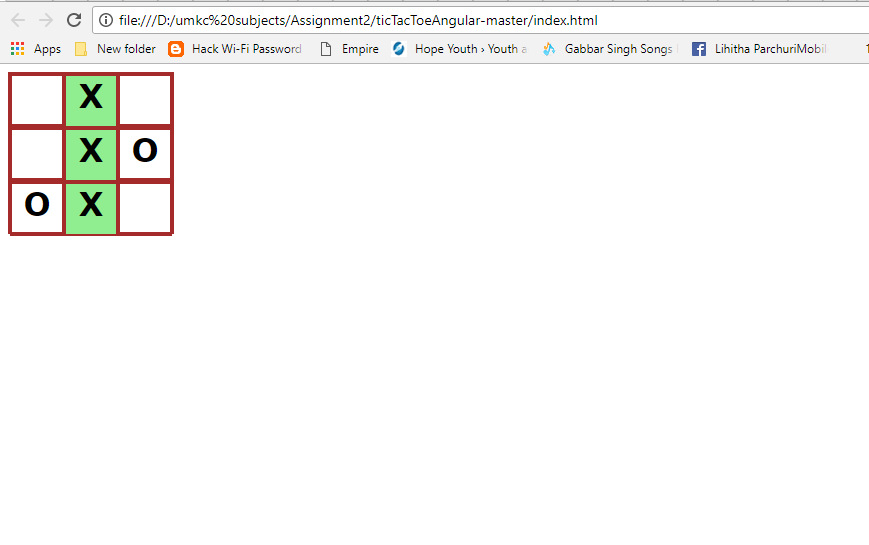 file:///D:/umkc%20subjects/Assignment2/ticTacToeAngular-master/index.html
Apps New folder Hack Wi-Fi Password Empire Hope Youth › Youth a Gabbar Singh Songs Lihitha ParchuriMobil 1
X
X O
O X